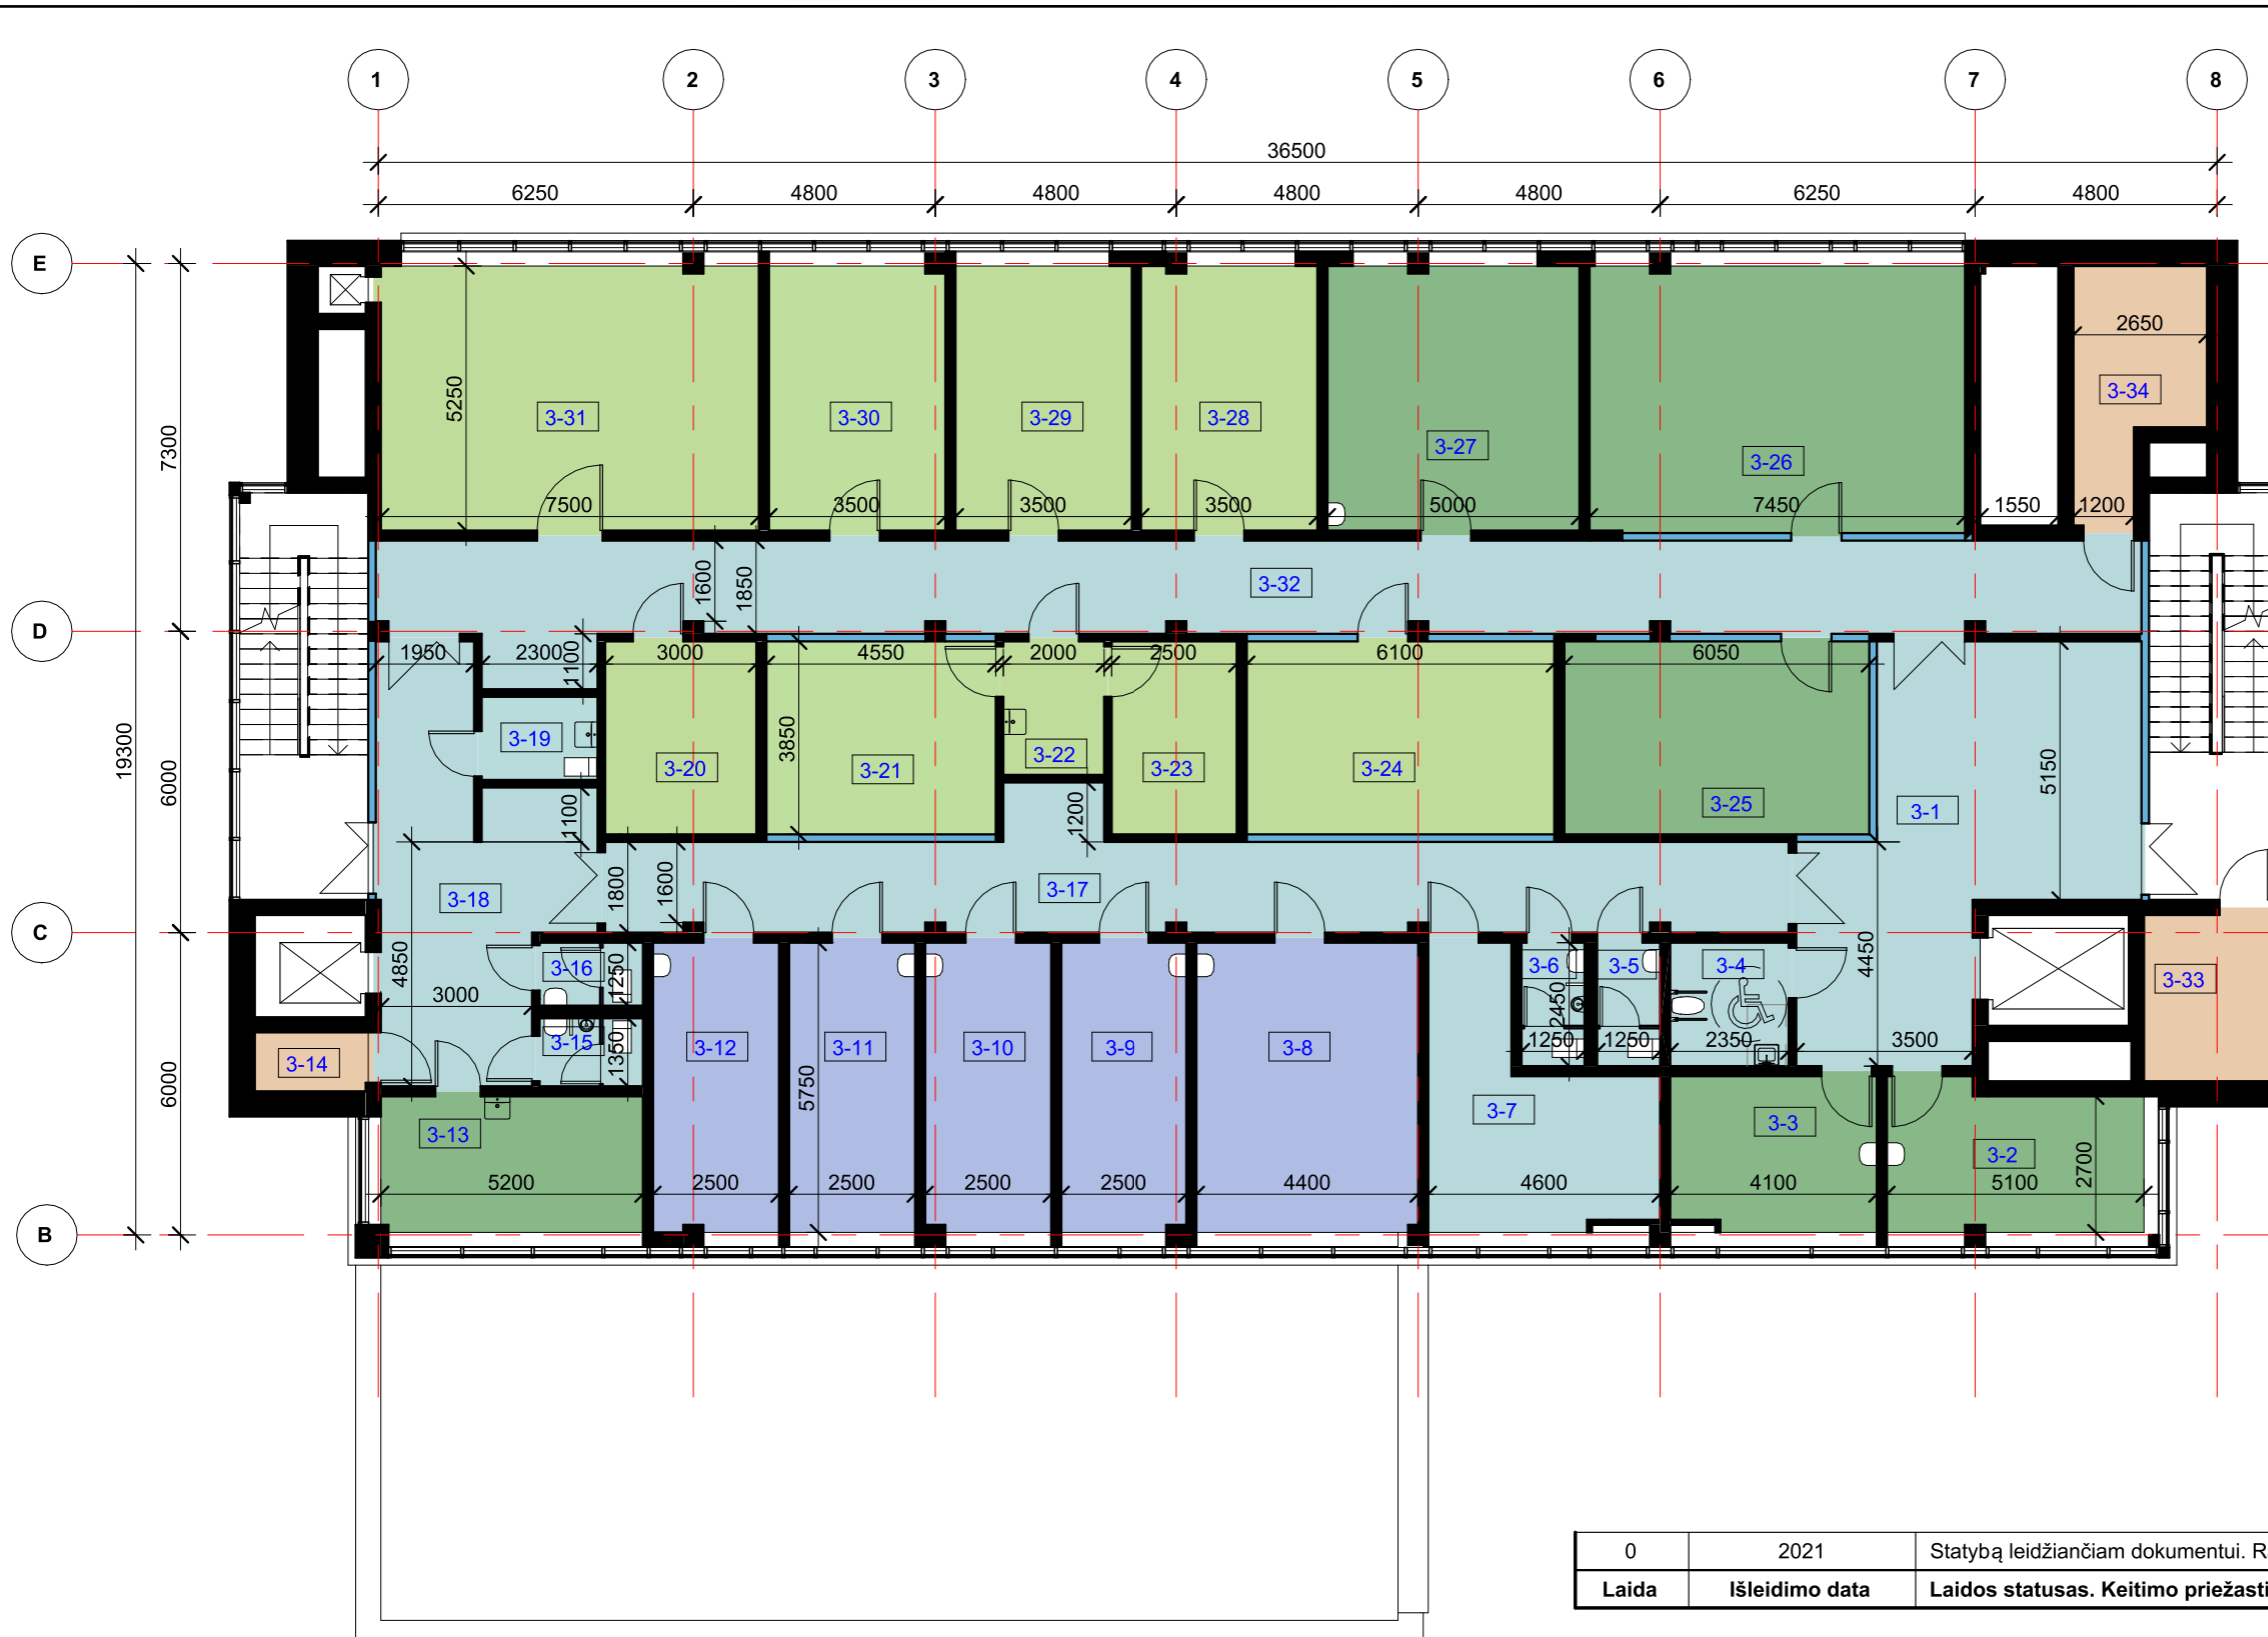 1 2 3 4 5 6 7 8
36500
6250 4800 4800 4800 4800 6250 4800
E
2650
5250
3-34
3-31 3-30 3-29 3-28
3-27
3-26
7300
7500 3500 3500 3500 5000 7450 1550 1200
1600 1850
3-32
D
1950 2300 1100 3000 4550 2000 2500 6100 6050
19300
6000
3-19
3850
3-22
3-20 3-21 3-23 3-24
5150
3-25
3-1
1100
1200
1800 1600
3-17
3-18
C
4850
3-16
1250
3-6 3-5 3-4
4450
3-33
3000
2450
3-15
1350
1250 1250 2350 3500
3-14
3-12 3-11 3-10 3-9 3-8
6000
5750
3-7
3-3
3-13
3-2
2700
5200 2500 2500 2500 2500 4400 4600 4100 5100
B
0 2021 Statybą leidžiančiam dokumentui. R
Laida Išleidimo data Laidos statusas. Keitimo priežasti